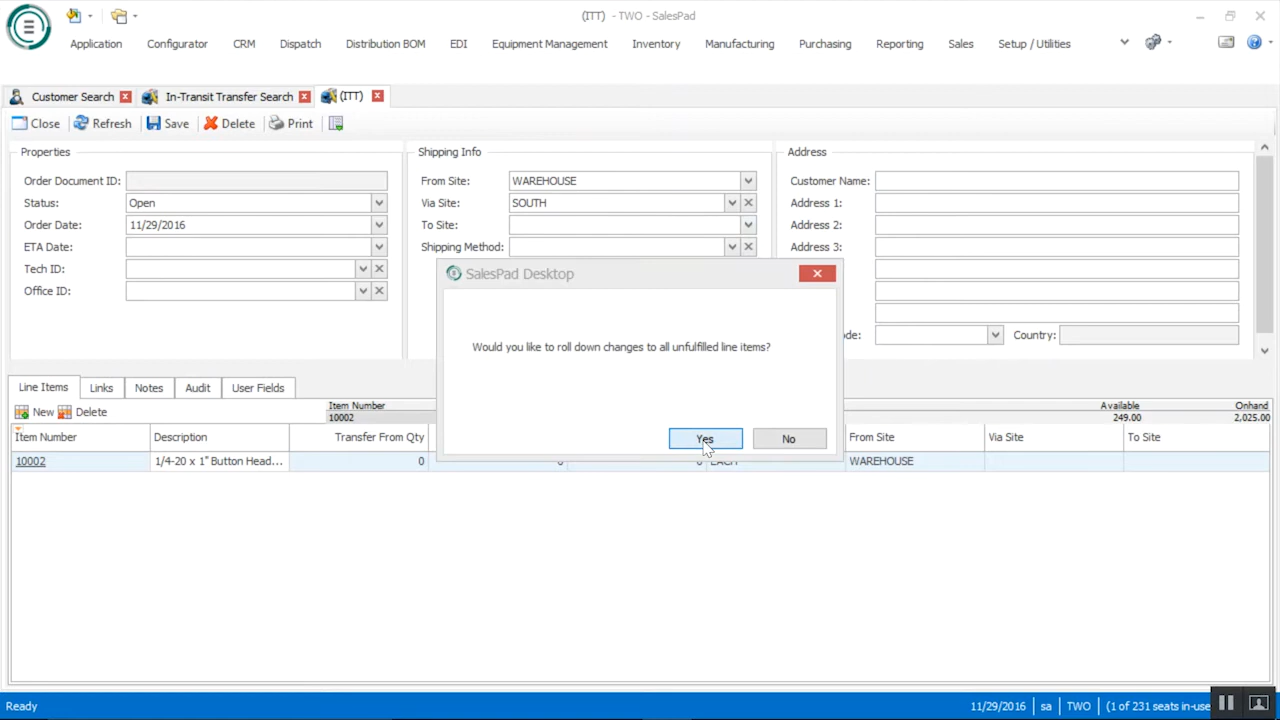 (ITT) - TWO - SalesPad
Application Configurator CRM Dispatch Distribution BOM EDI Equipment Management Inventory Manufacturing Purchasing Reporting Sales Setup / Utilities
Customer Search In-Transit Transfer Search (ITT)
Close Refresh Save Delete Print
Properties
Order Document ID:
Status: Open
Order Date: 11/29/2016
ETA Date:
Tech ID:
Office ID:
Shipping Info
From Site: WAREHOUSE
Via Site: SOUTH
To Site:
Shipping Method:
Address
Customer Name:
Address 1:
Address 2:
Address 3:
Country:
SalesPad Desktop
Would you like to roll down changes to all unfulfilled line items?
Yes No
Line Items Links Notes Audit User Fields
New Delete
Item Number Available Onhand
10002 249.00 2,025.00
Item Number Description Transfer From Qty From Site Via Site To Site
10002 1/4-20 x 1" Button Head... 0 0 0 EACH WAREHOUSE
Ready 11/29/2016 sa TWO (1 of 231 seats in-use